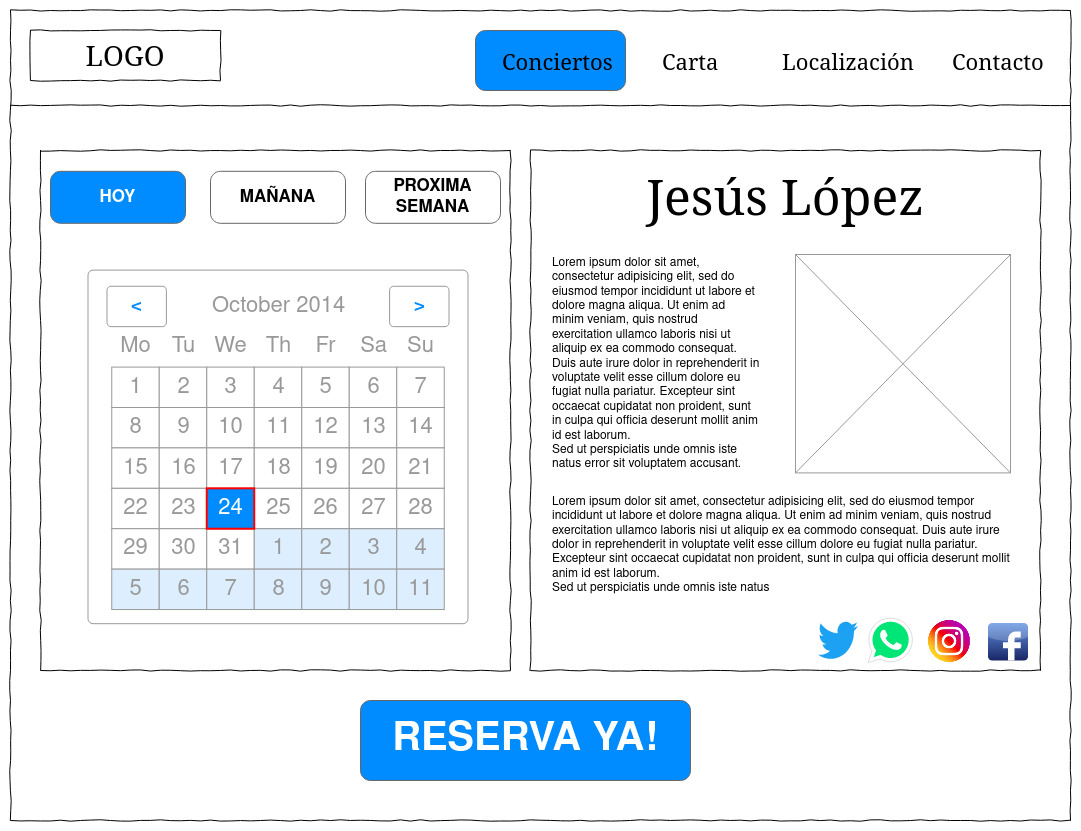 LOGO
Conciertos Carta Localización Contacto
HOY MAÑANA PROXIMA
SEMANA
< October 2014 >
Mo Tu We Th Fr Sa Su
1 2 3 4 5 6 7
8 9 10 11 12 13 14
15 16 17 18 19 20 21
22 23 24 25 26 27 28
29 30 31 1 2 3 4
5 6 7 8 9 10 11
Jesús López
Lorem ipsum dolor sit amet,
consectetur adipisicing elit, sed do
eiusmod tempor incididunt ut labore et
dolore magna aliqua. Ut enim ad
minim veniam, quis nostrud
exercitation ullamco laboris nisi ut
aliquip ex ea commodo consequat.
Duis aute irure dolor in reprehenderit in
voluptate velit esse cillum dolore eu
fugiat nulla pariatur. Excepteur sint
occaecat cupidatat non proident, sunt
in culpa qui officia deserunt mollit anim
id est laborum.
Sed ut perspiciatis unde omnis iste
natus error sit voluptatem accusant.
Lorem ipsum dolor sit amet, consectetur adipisicing elit, sed do eiusmod tempor
incididunt ut labore et dolore magna aliqua. Ut enim ad minim veniam, quis nostrud
exercitation ullamco laboris nisi ut aliquip ex ea commodo consequat. Duis aute irure
dolor in reprehenderit in voluptate velit esse cillum dolore eu fugiat nulla pariatur.
Excepteur sint occaecat cupidatat non proident, sunt in culpa qui officia deserunt mollit
anim id est laborum.
Sed ut perspiciatis unde omnis iste natus
f
RESERVA YA!